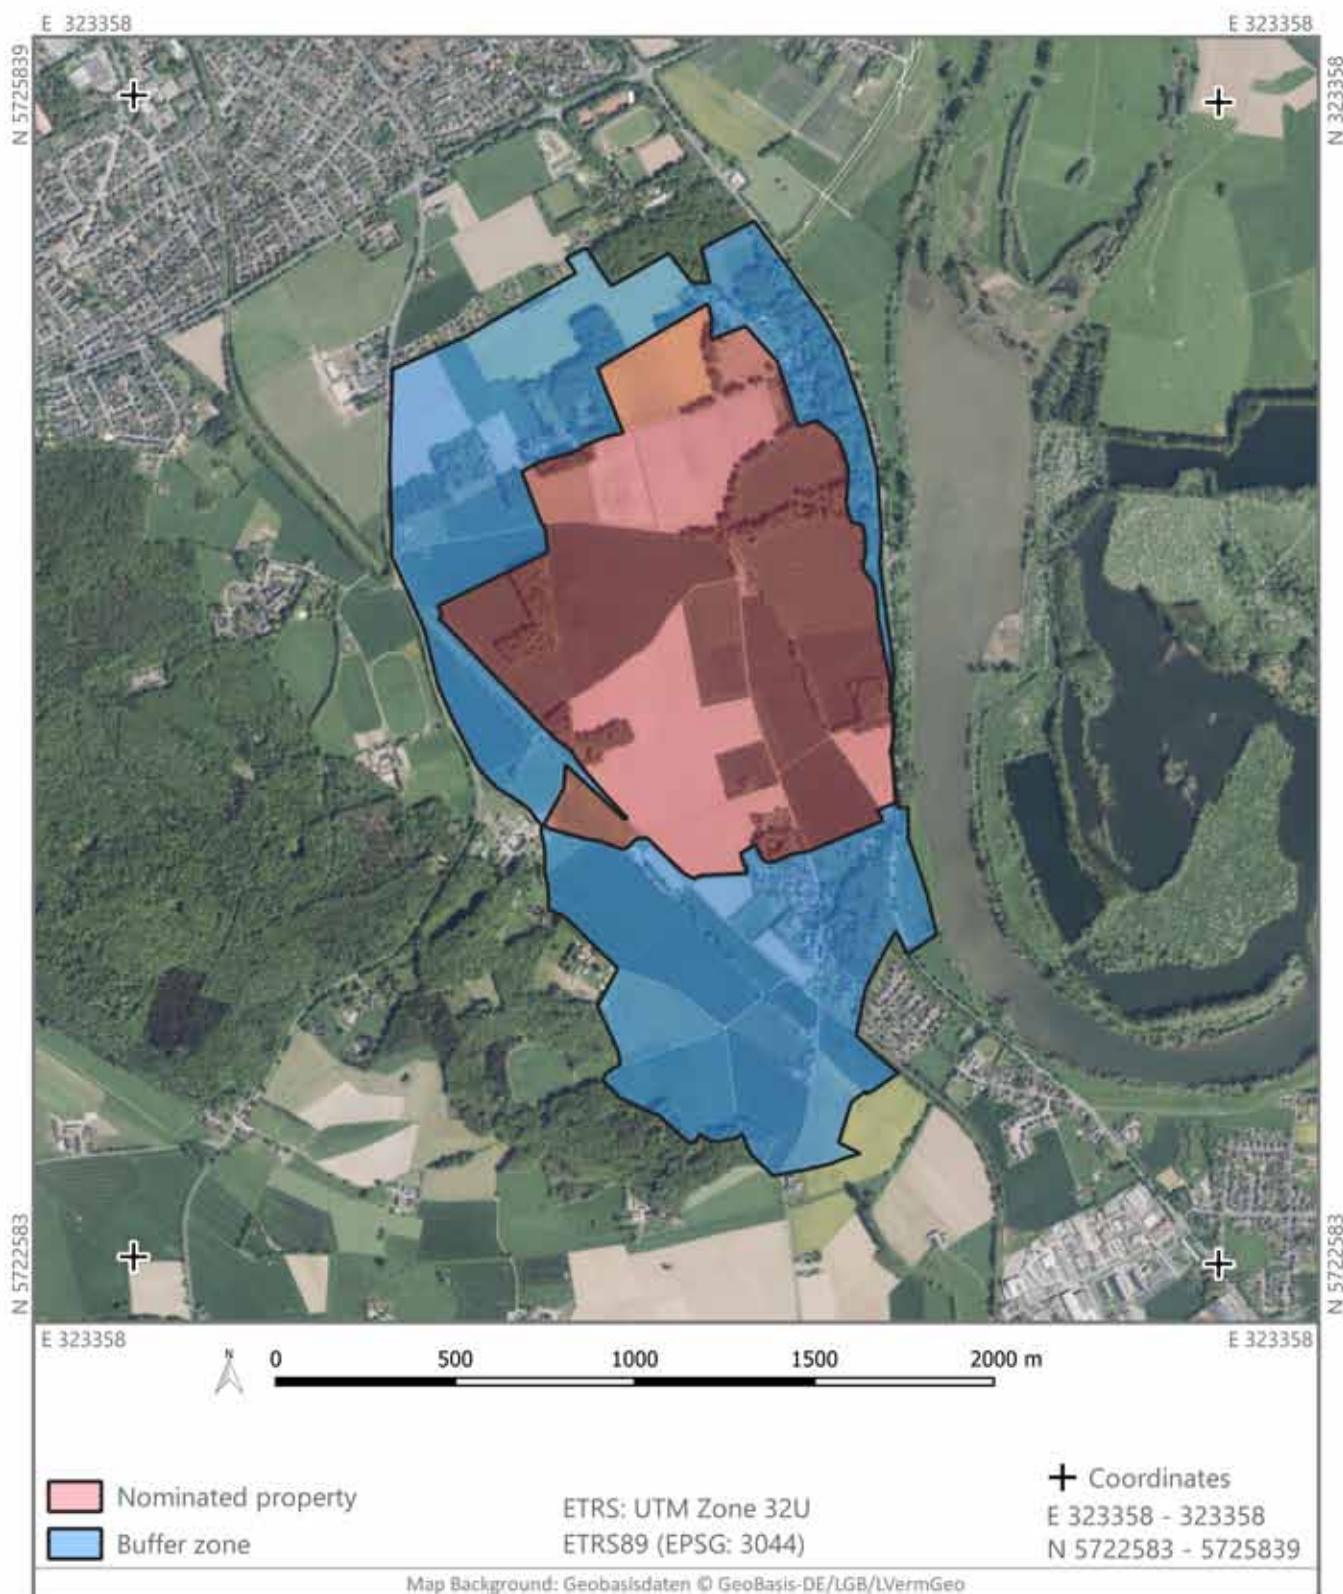 E 323358
E 323358
N 5725839
N 323358
N 5722583
N 5722583
E 323358
E 323358
N
0 500 1000 1500 2000 m
Nominated property
Buffer zone
ETRS: UTM Zone 32U
ETRS89 (EPSG: 3044)
Coordinates
E 323358 - 323358
N 5722583 - 5725839
Map Background: Geobasisdaten © GeoBasis-DE/LGB/LVermGeo